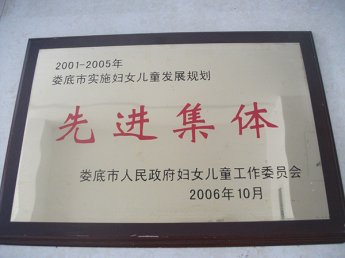 2001-2005年
娄底市实施妇女儿童发展规划
先进集体
娄底市人民政府妇女儿童工作委员会
2006年10月